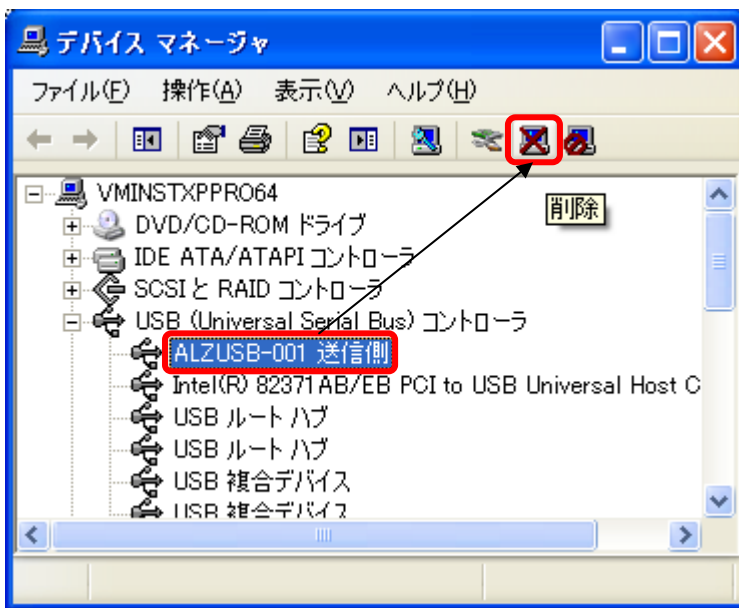 デバイス マネージャ
ファイル(F) 操作(A) 表示(V) ヘルプ(H)
削除
VMINSTXPPRO64
DVD/CD-ROM ドライブ
IDE ATA/ATAPI コントローラ
SCSI と RAID コントローラ
USB (Universal Serial Bus) コントローラ
ALZUSB-001 送信側
Intel(R) 82371AB/EB PCI to USB Universal Host C
USB ルート ハブ
USB ルート ハブ
USB 複合デバイス
USB 複合デバイス